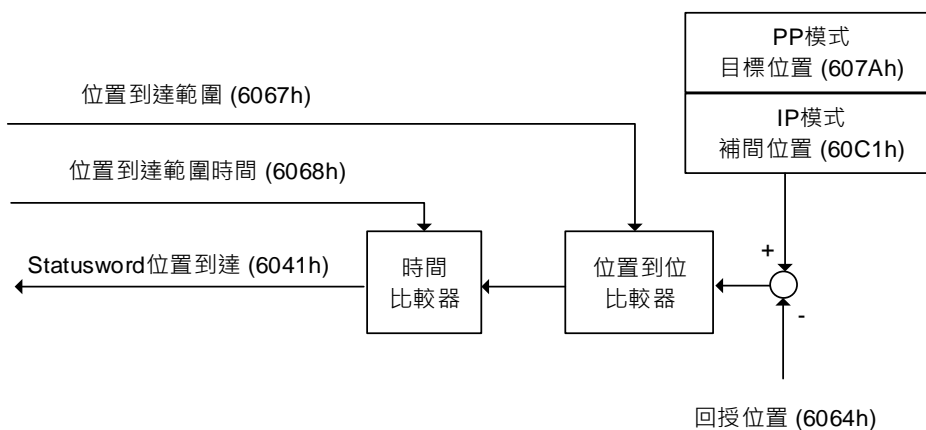 PP模式
目標位置 (607Ah)
IP模式
補間位置 (60C1h)
位置到達範圍 (6067h)
位置到達範圍時間 (6068h)
Statusword位置到達 (6041h)
時間
比較器
位置到位
比較器
+
-
回授位置 (6064h)